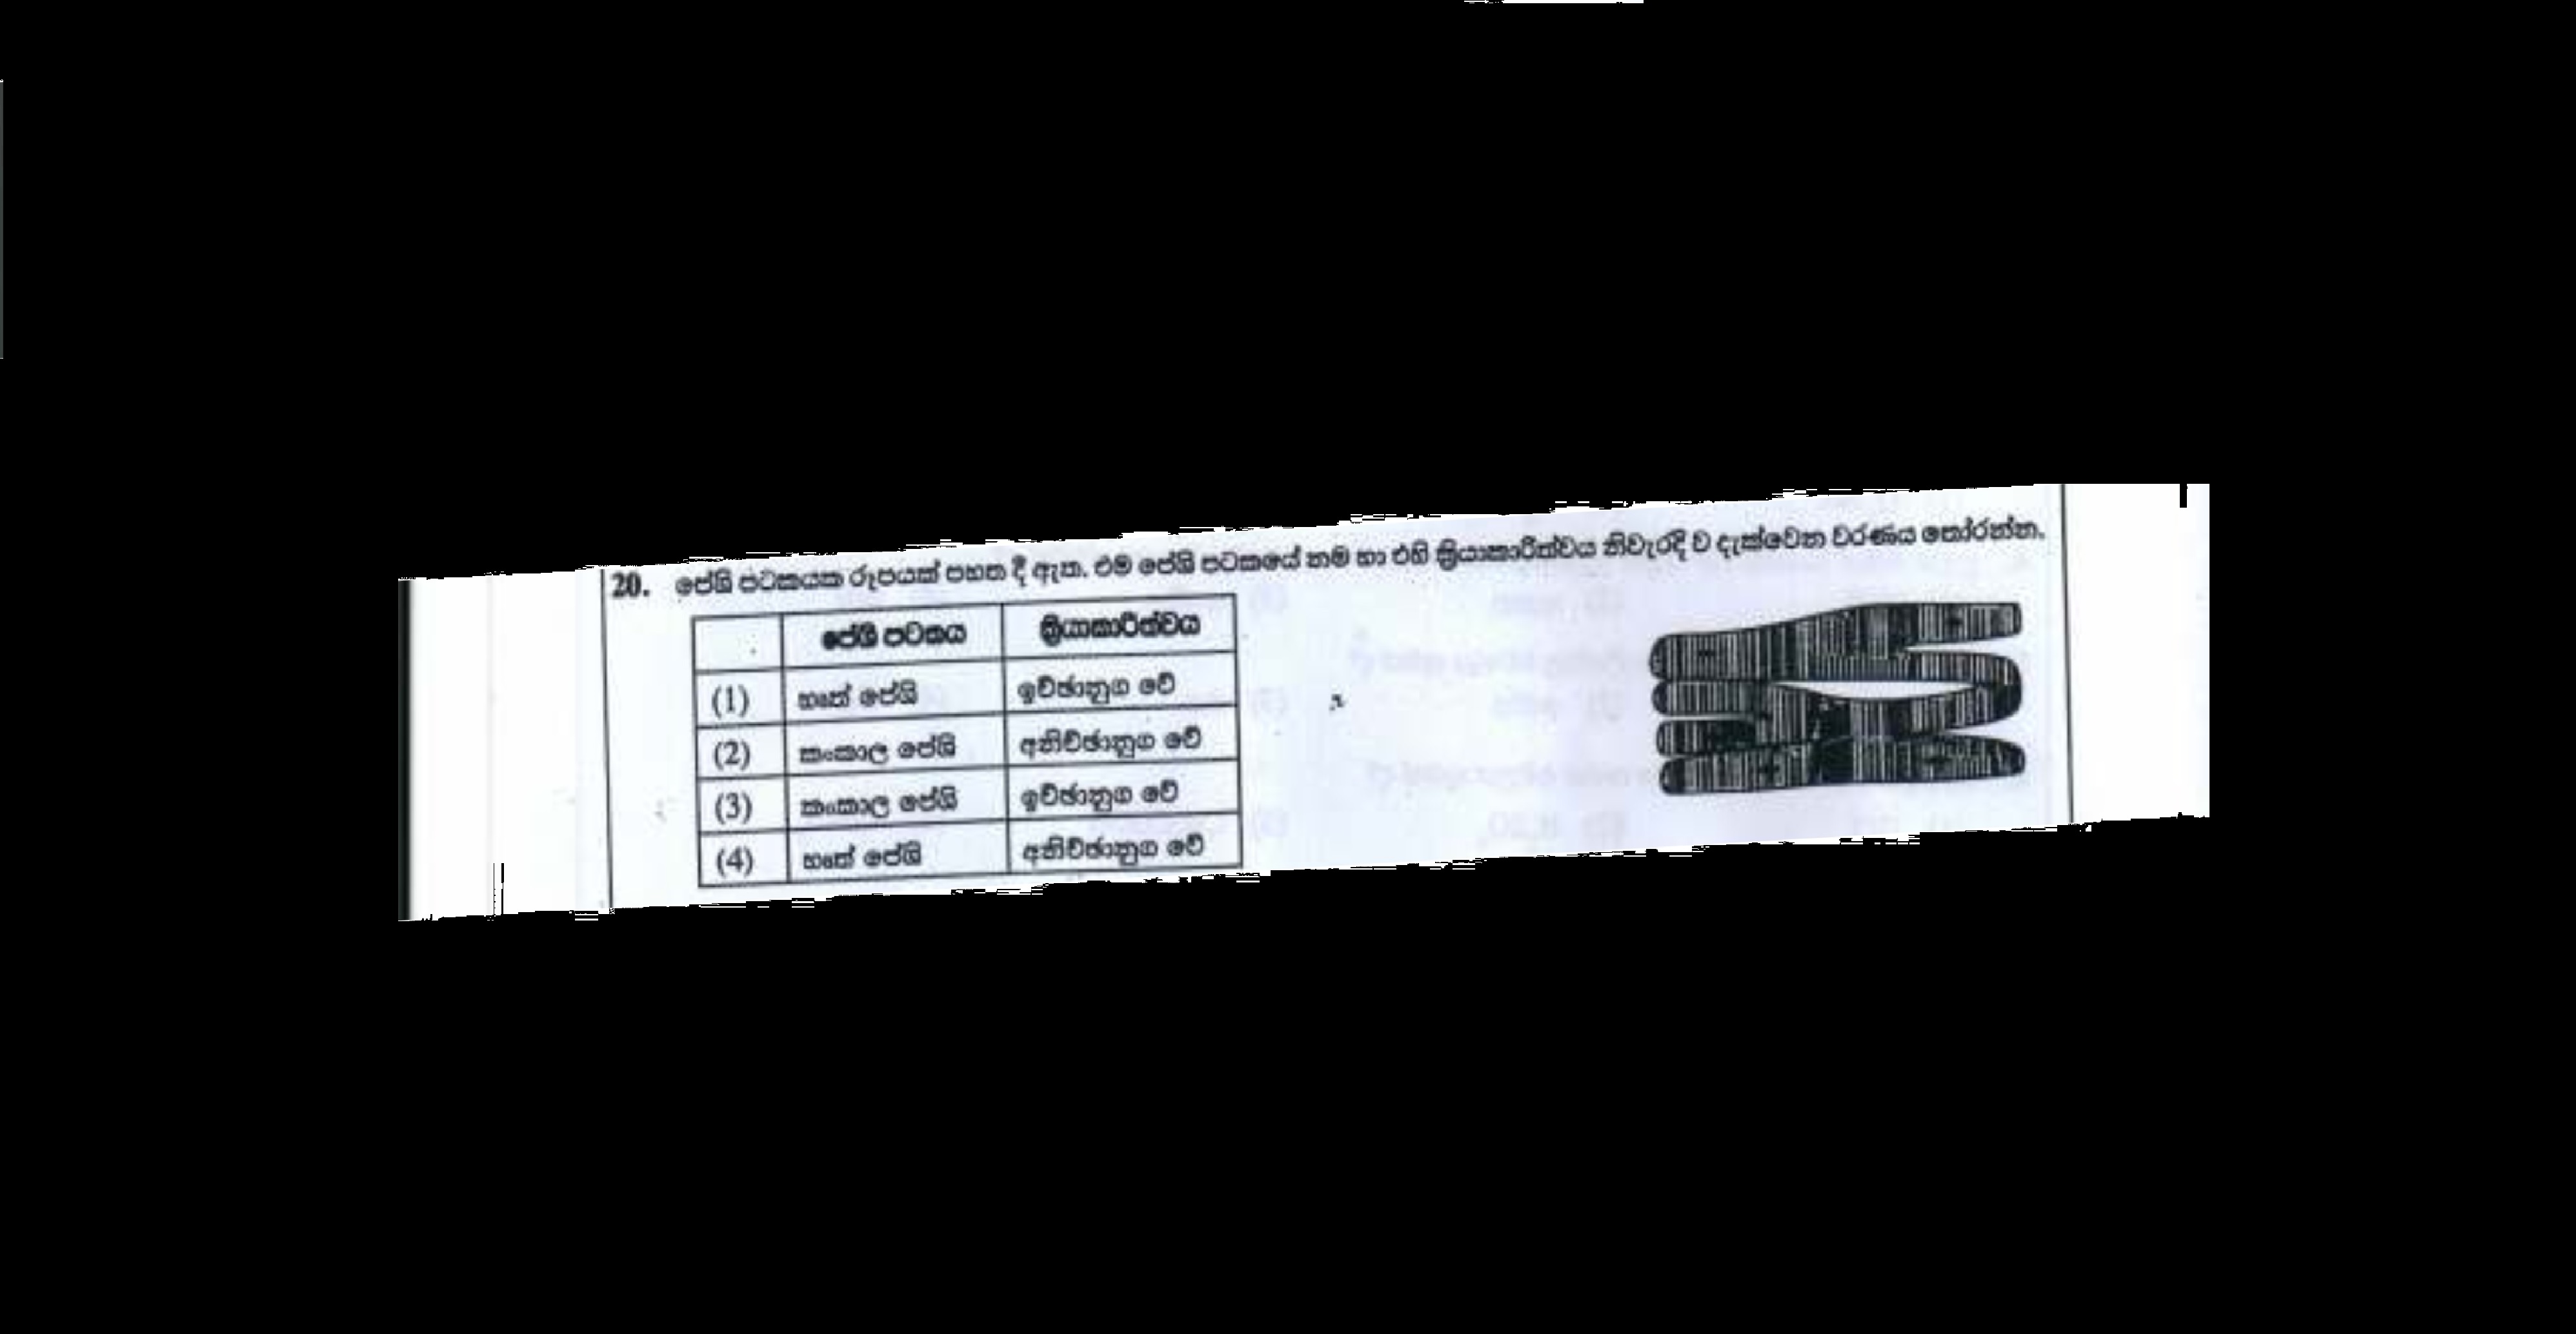 20. පේශි පටකයක රූපයක් පහත දී ඇත. එම පේශි පටකයේ නම හා එහි ක්‍රියාකාරීත්වය නිවැරදි ව දැක්වෙන වරණය තෝරන්න.
පේශි පටකය ක්‍රියාකාරීත්වය
(1) හෘත් පේශි ඉච්ඡානුග වේ
(2) කංකාල පේශි අනිච්ඡානුග වේ
(3) කංකාල පේශි ඉච්ඡානුග වේ
(4) හෘත් පේශි අනිච්ඡානුග වේ